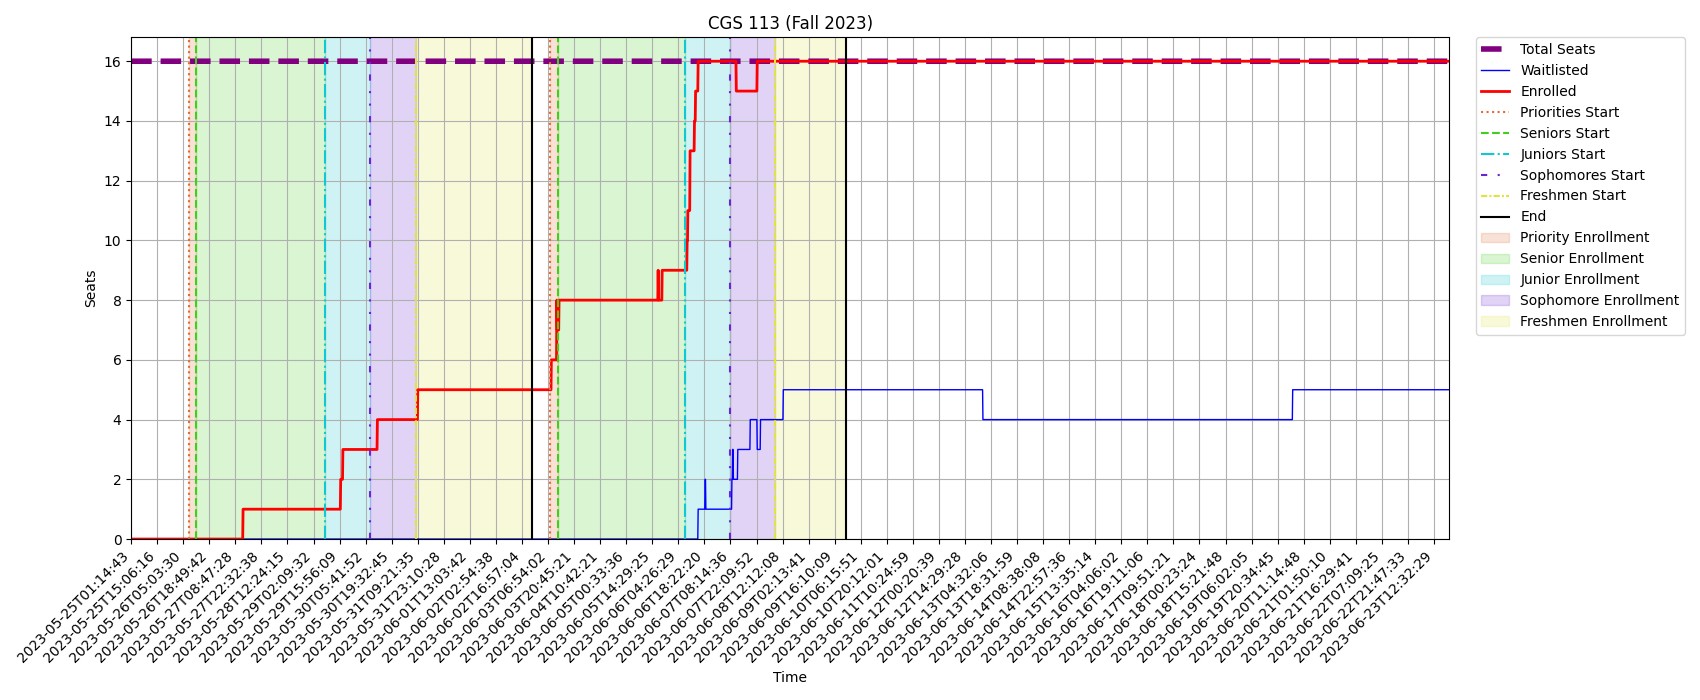 CGS 113 (Fall 2023)
Seats
16
14
12
10
8
6
4
2
0
2023-05-25T01:14:43
2023-05-25T15:06:16
2023-05-26T05:03:30
2023-05-26T18:49:42
2023-05-27T08:47:28
2023-05-27T22:32:38
2023-05-28T12:24:15
2023-05-29T02:09:32
2023-05-29T15:56:09
2023-05-30T05:41:52
2023-05-30T19:32:45
2023-05-31T09:21:35
2023-05-31T23:10:28
2023-06-01T13:03:42
2023-06-02T02:54:38
2023-06-02T16:57:04
2023-06-03T06:54:02
2023-06-03T20:45:21
2023-06-04T10:42:21
2023-06-05T00:33:36
2023-06-05T14:29:25
2023-06-06T04:26:29
2023-06-06T18:22:20
2023-06-07T08:14:36
2023-06-07T22:09:52
2023-06-08T12:12:08
2023-06-09T02:13:41
2023-06-09T16:10:09
2023-06-10T06:15:51
2023-06-10T20:12:01
2023-06-11T10:24:59
2023-06-12T00:20:39
2023-06-12T14:29:28
2023-06-13T04:32:06
2023-06-13T18:31:59
2023-06-14T08:38:08
2023-06-14T22:57:36
2023-06-15T13:35:14
2023-06-16T04:06:02
2023-06-16T19:11:06
2023-06-17T09:51:21
2023-06-18T00:23:24
2023-06-18T15:21:48
2023-06-19T06:02:05
2023-06-19T20:34:45
2023-06-20T11:14:48
2023-06-21T01:50:10
2023-06-21T16:29:41
2023-06-22T07:09:25
2023-06-22T21:47:33
2023-06-23T12:32:29
Time
Total Seats
Waitlisted
Enrolled
Priorities Start
Seniors Start
Juniors Start
Sophomores Start
Freshmen Start
End
Priority Enrollment
Senior Enrollment
Junior Enrollment
Sophomore Enrollment
Freshmen Enrollment